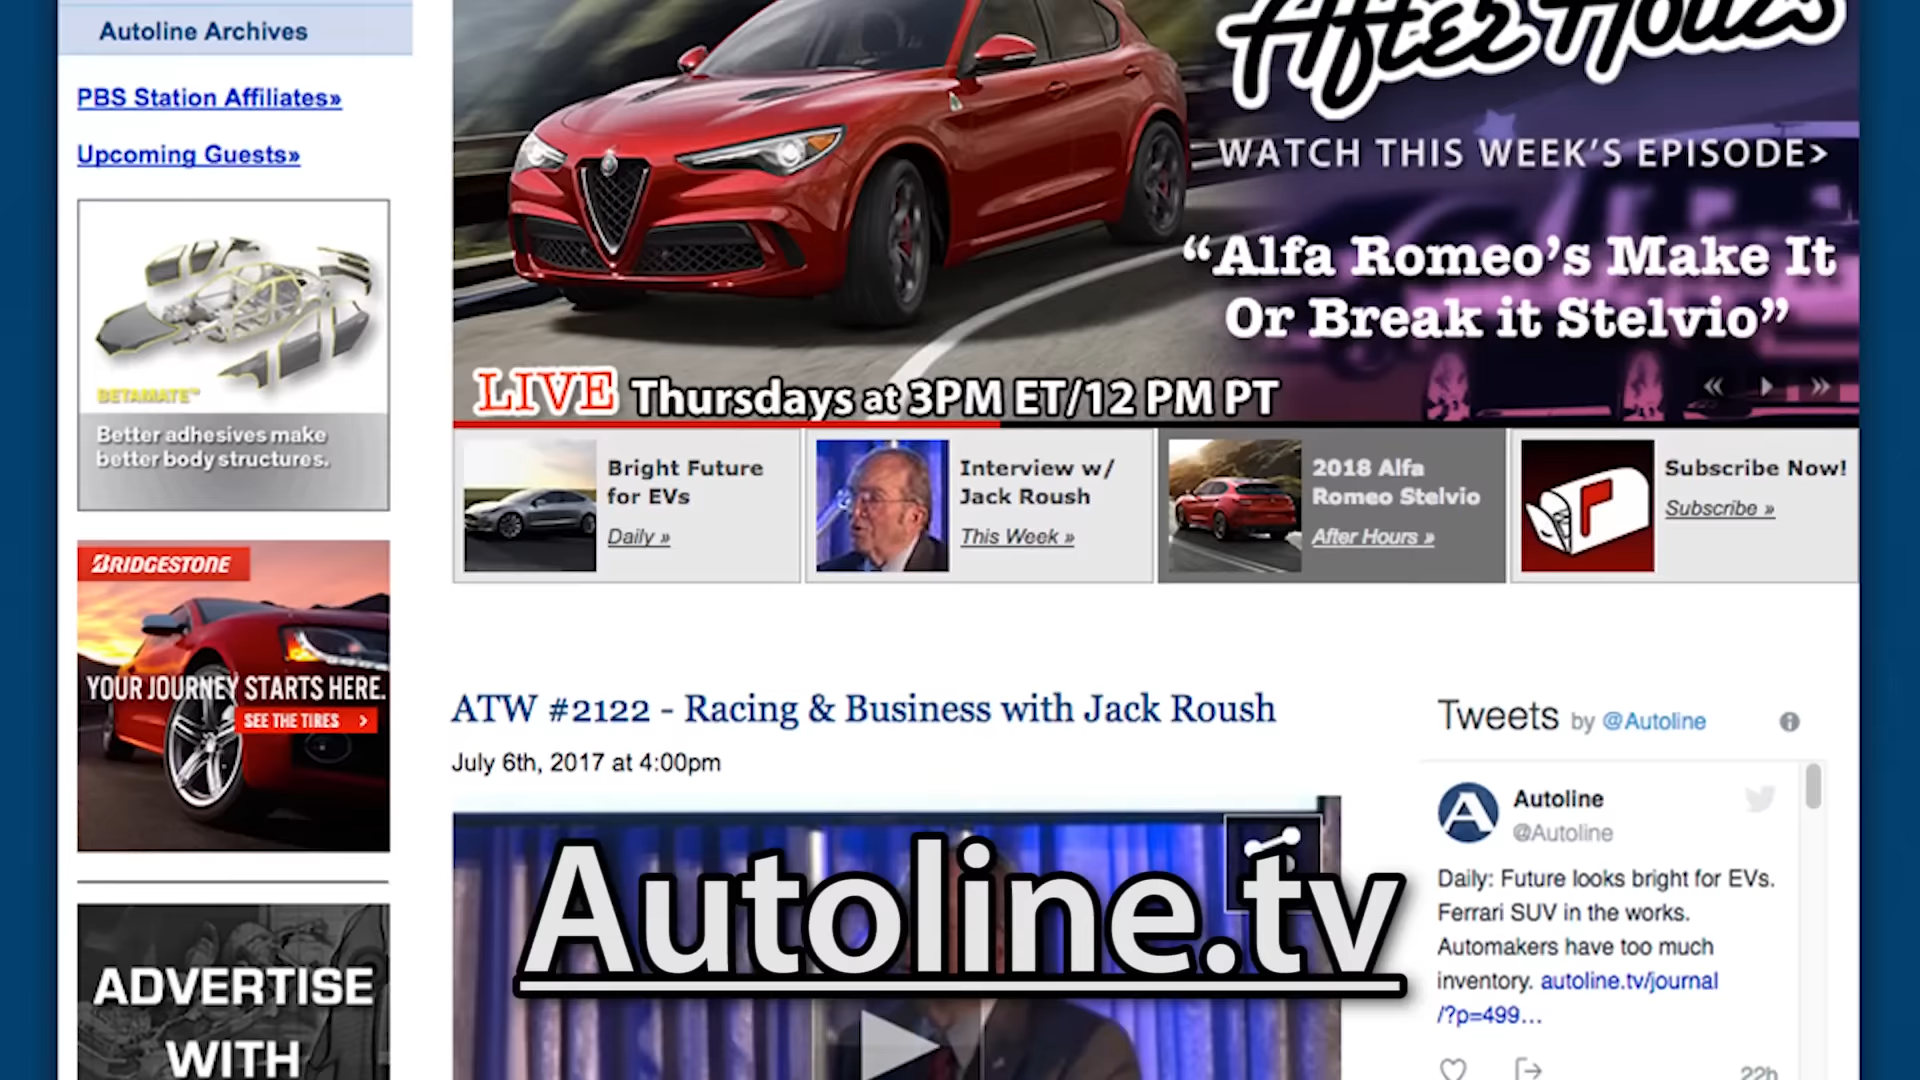 Autoline Archives
PBS Station Affiliates»
Upcoming Guests»
BETAMATE™
Better adhesives make
better body structures.
BRIDGESTONE
YOUR JOURNEY STARTS HERE.
SEE THE TIRES >
ADVERTISE
WITH
After Hours
WATCH THIS WEEK'S EPISODE>
“Alfa Romeo’s Make It
Or Break it Stelvio”
LIVE Thursdays at 3PM ET/12 PM PT
Bright Future
for EVs
Daily »
Interview w/
Jack Roush
This Week »
2018 Alfa
Romeo Stelvio
After Hours »
Subscribe Now!
Subscribe »
ATW #2122 - Racing & Business with Jack Roush
July 6th, 2017 at 4:00pm
Autoline.tv
Tweets by @Autoline
Autoline
@Autoline
Daily: Future looks bright for EVs.
Ferrari SUV in the works.
Automakers have too much
inventory. autoline.tv/journal
/?p=499…
22h